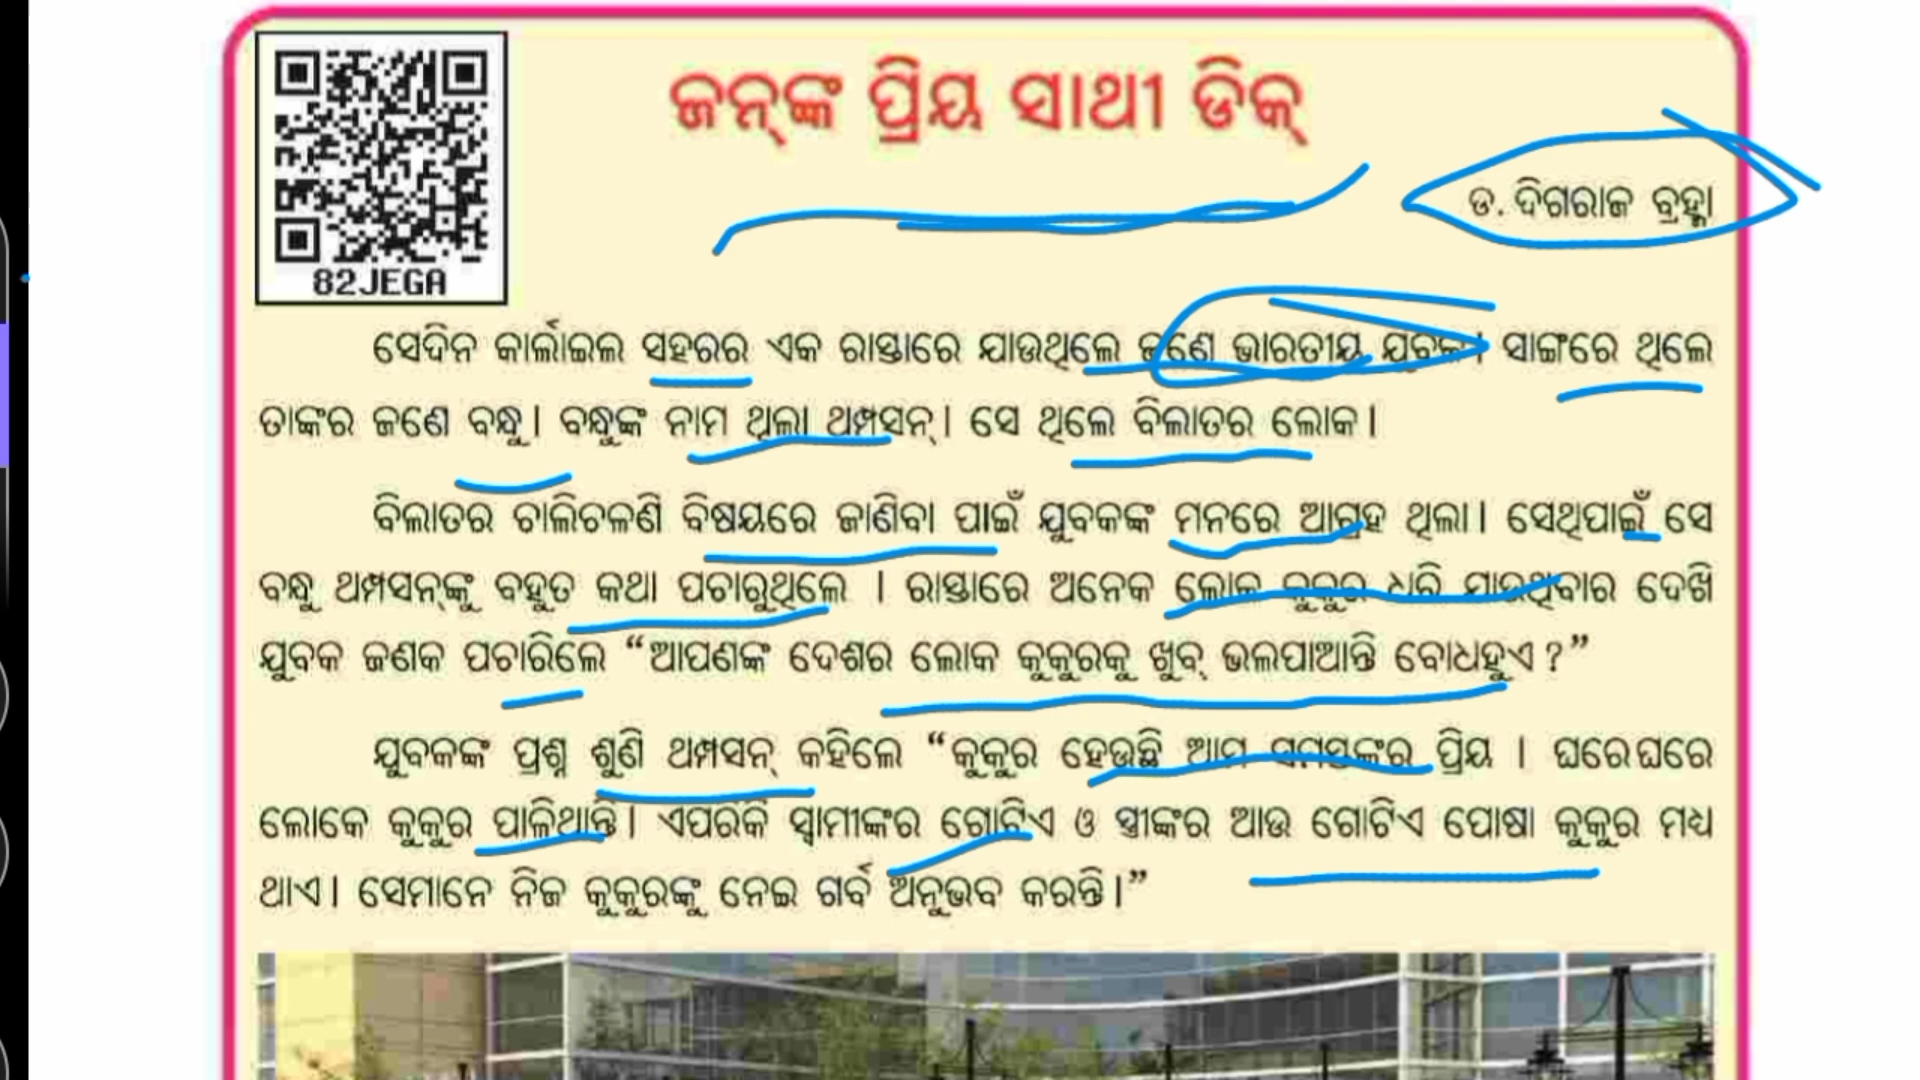 82JEGA
ଜନ୍‌ଙ୍କ ପ୍ରିୟ ସାଥୀ ଡିକ୍
ଡ. ଦିଗରାଜ ବ୍ରହ୍ମା
ସେଦିନ କାର୍ଲାଇଲ ସହରର ଏକ ରାସ୍ତାରେ ଯାଉଥିଲେ ଜଣେ ଭାରତୀୟ ଯୁବକ। ସାଙ୍ଗରେ ଥିଲେ
ତାଙ୍କର ଜଣେ ବନ୍ଧୁ। ବନ୍ଧୁଙ୍କ ନାମ ଥିଲା ଥମ୍ପସନ୍। ସେ ଥିଲେ ବିଲାତର ଲୋକ।
ବିଲାତର ଚାଲିଚଳଣି ବିଷୟରେ ଜାଣିବା ପାଇଁ ଯୁବକଙ୍କ ମନରେ ଆଗ୍ରହ ଥିଲା। ସେଥିପାଇଁ ସେ
ବନ୍ଧୁ ଥମ୍ପସନ୍‌ଙ୍କୁ ବହୁତ କଥା ପଚାରୁଥିଲେ । ରାସ୍ତାରେ ଅନେକ ଲୋକ କୁକୁର ଧରି ଯାଉଥିବାର ଦେଖି
ଯୁବକ ଜଣକ ପଚାରିଲେ “ଆପଣଙ୍କ ଦେଶର ଲୋକ କୁକୁରକୁ ଖୁବ୍ ଭଲପାଆନ୍ତି ବୋଧହୁଏ ?”
ଯୁବକଙ୍କ ପ୍ରଶ୍ନ ଶୁଣି ଥମ୍ପସନ୍ କହିଲେ “କୁକୁର ହେଉଛି ଆମ ସମସ୍ତଙ୍କର ପ୍ରିୟ । ଘରେଘରେ
ଲୋକେ କୁକୁର ପାଳିଥାନ୍ତି। ଏପରିକି ସ୍ୱାମୀଙ୍କର ଗୋଟିଏ ଓ ସ୍ତ୍ରୀଙ୍କର ଆଉ ଗୋଟିଏ ପୋଷା କୁକୁର ମଧ୍ୟ
ଥାଏ। ସେମାନେ ନିଜ କୁକୁରଙ୍କୁ ନେଇ ଗର୍ବ ଅନୁଭବ କରନ୍ତି।”